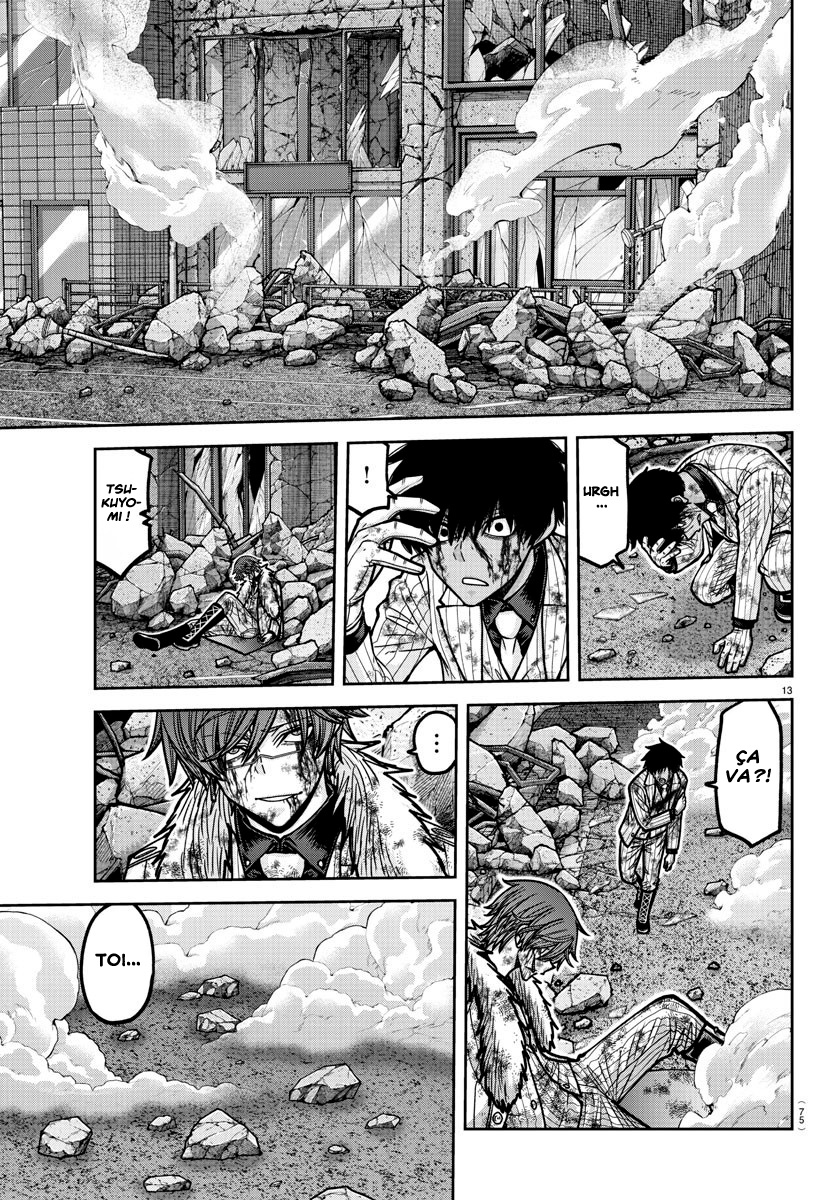 URGH
...
!
TSU-
KUYO-
MI !
13
ÇA
VA?!
...
TOI...
(75)